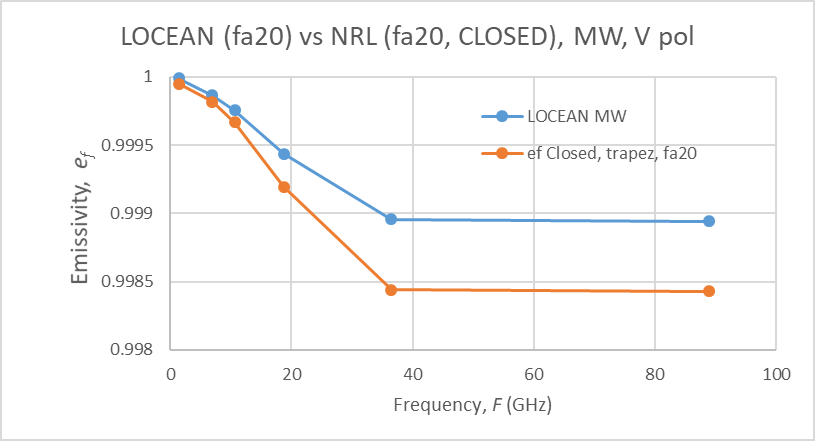 LOCEAN (fa20) vs NRL (fa20, CLOSED), MW, V pol
1
0.9995
0.999
0.9985
0.998
Emissivity, ef
LOCEAN MW
ef Closed, trapez, fa20
0 20 40 60 80 100
Frequency, F (GHz)